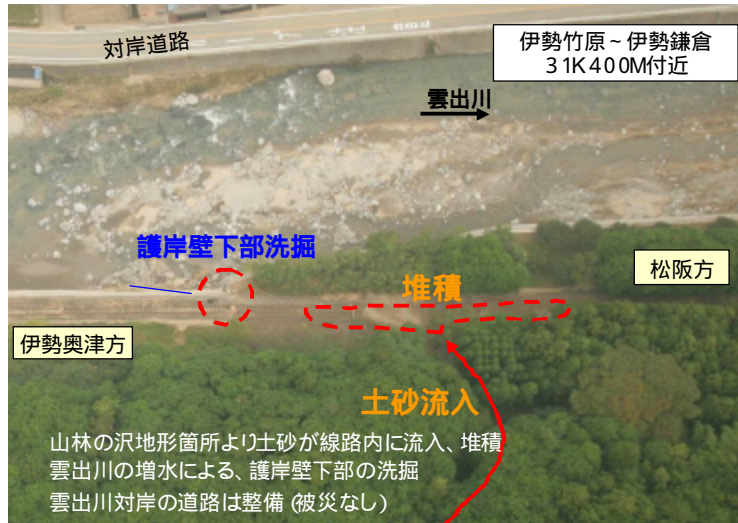 対岸道路
伊勢竹原~伊勢鎌倉
31K400M付近
雲出川
護岸壁下部洗掘
堆積
松阪方
伊勢奥津方
土砂流入
山林の沢地形箇所より土砂が線路内に流入、堆積
雲出川の増水による、護岸壁下部の洗掘
雲出川対岸の道路は整備(被災なし)